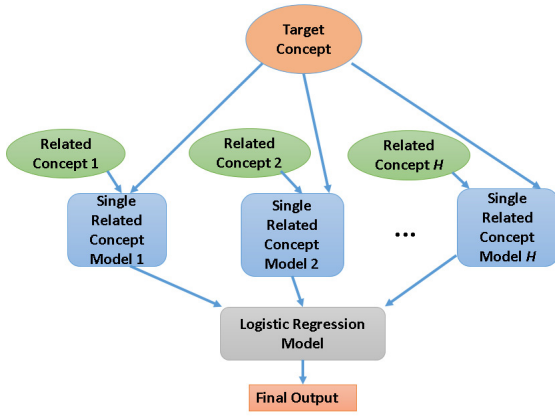 Target
Concept
Related
Concept 1
Related
Concept 2
Related
Concept H
Single
Related
Concept
Model 1
Single
Related
Concept
Model 2
...
Single
Related
Concept
Model H
Logistic Regression
Model
Final Output